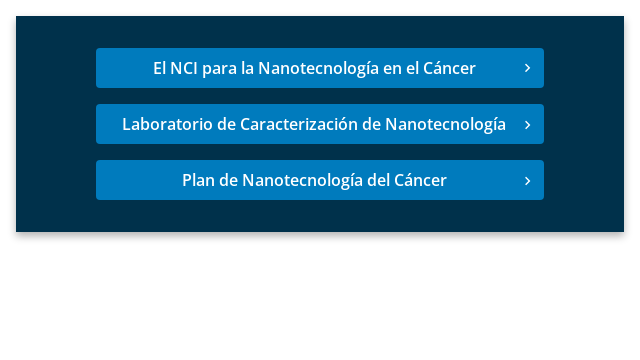 El NCI para la Nanotecnología en el Cáncer
Laboratorio de Caracterización de Nanotecnología
Plan de Nanotecnología del Cáncer